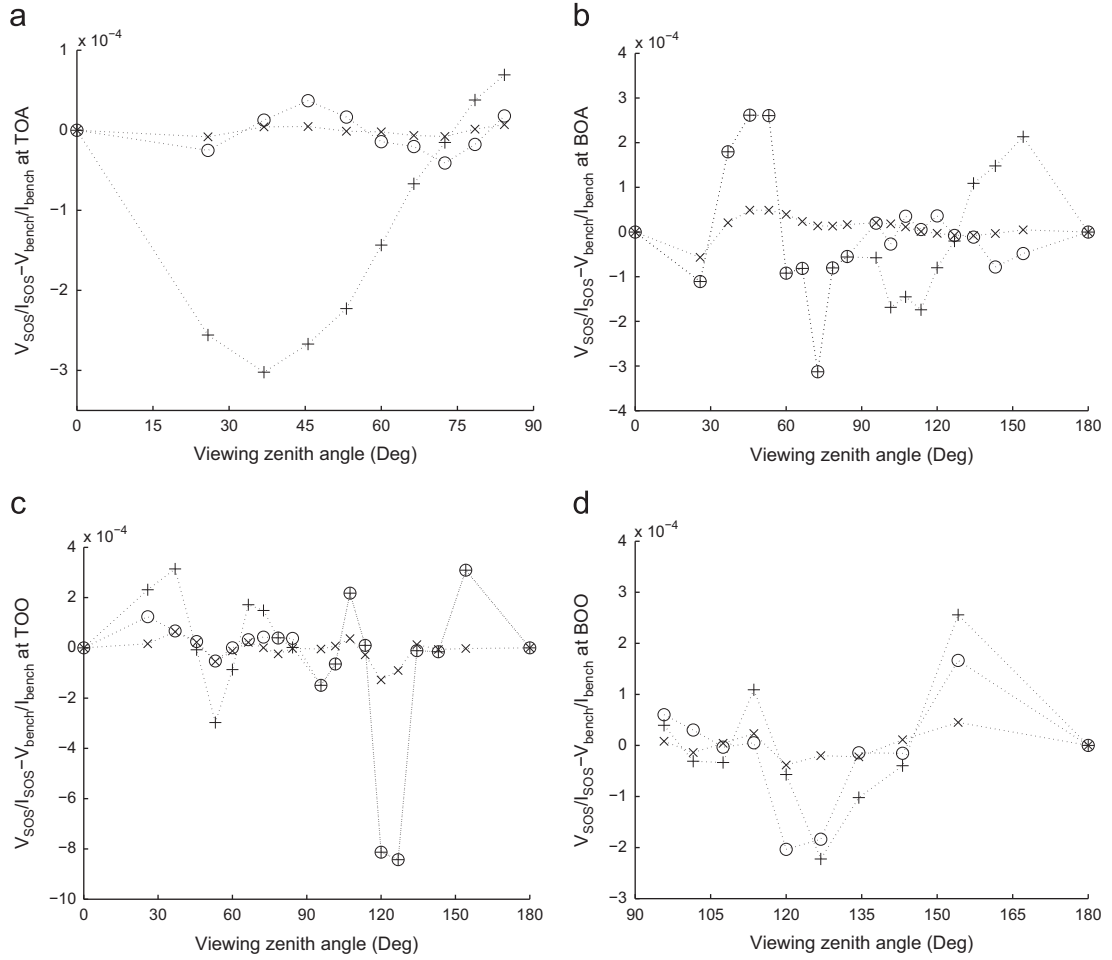 a
x 10⁻⁴
1
0
−1
−2
−3
0 15 30 45 60 75 90
Viewing zenith angle (Deg)
V_SOS/I_SOS−V_bench/I_bench at TOA
b
x 10⁻⁴
4
3
2
1
0
−1
−2
−3
−4
0 30 60 90 120 150 180
Viewing zenith angle (Deg)
V_SOS/I_SOS−V_bench/I_bench at BOA
c
x 10⁻⁴
4
2
0
−2
−4
−6
−8
−10
0 30 60 90 120 150 180
Viewing zenith angle (Deg)
V_SOS/I_SOS−V_bench/I_bench at TOO
d
x 10⁻⁴
4
3
2
1
0
−1
−2
−3
90 105 120 135 150 165 180
Viewing zenith angle (Deg)
V_SOS/I_SOS−V_bench/I_bench at BOO